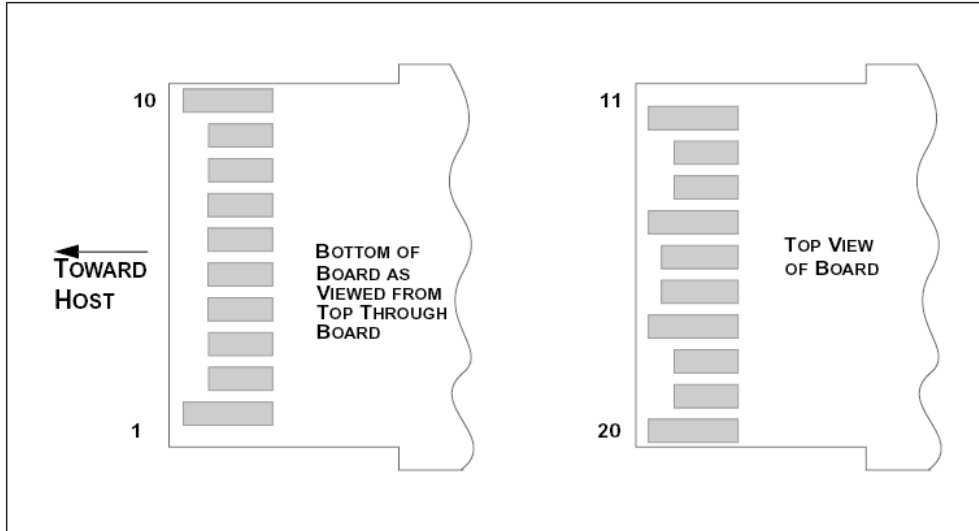 10
1
TOWARD
HOST
BOTTOM OF
BOARD AS
VIEWED FROM
TOP THROUGH
BOARD
11
20
TOP VIEW
OF BOARD